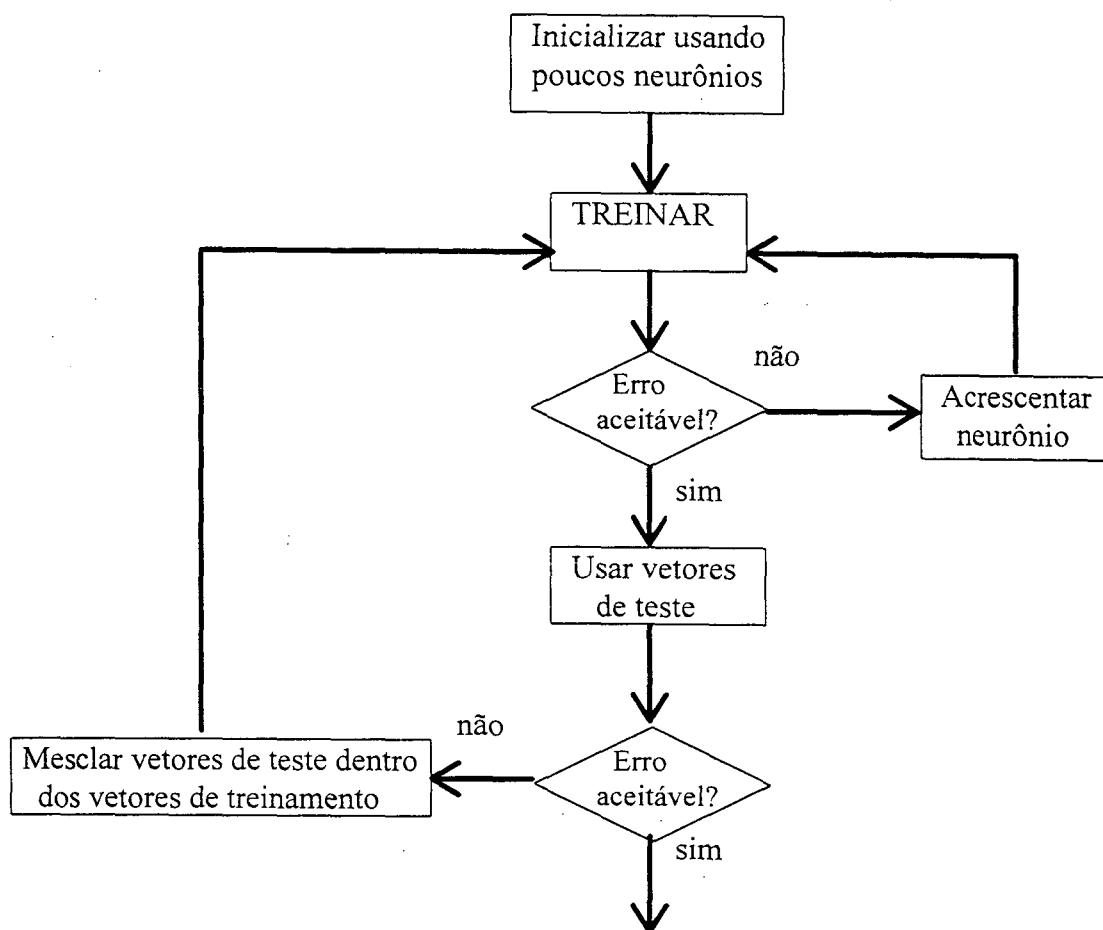 Inicializar usando
poucos neurônios
TREINAR
Erro
aceitável?
não
Acrescentar
neurônio
sim
Usar vetores
de teste
Erro
aceitável?
não
Mesclar vetores de teste dentro
dos vetores de treinamento
sim